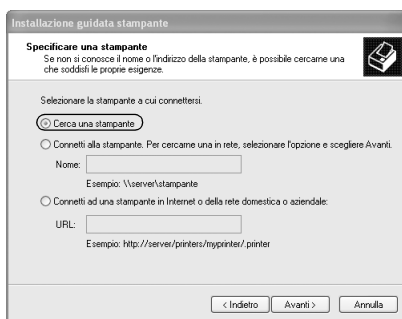 Installazione guidata stampante
Specificare una stampante
Se non si conosce il nome o l'indirizzo della stampante, è possibile cercarne una
che soddisfi le proprie esigenze.
Selezionare la stampante a cui connettersi.
Cerca una stampante
Connetti alla stampante. Per cercarne una in rete, selezionare l'opzione e scegliere Avanti.
Nome:
Esempio: \\server\stampante
Connetti ad una stampante in Internet o della rete domestica o aziendale:
URL:
Esempio: http://server/printers/myprinter/.printer
< Indietro Avanti > Annulla